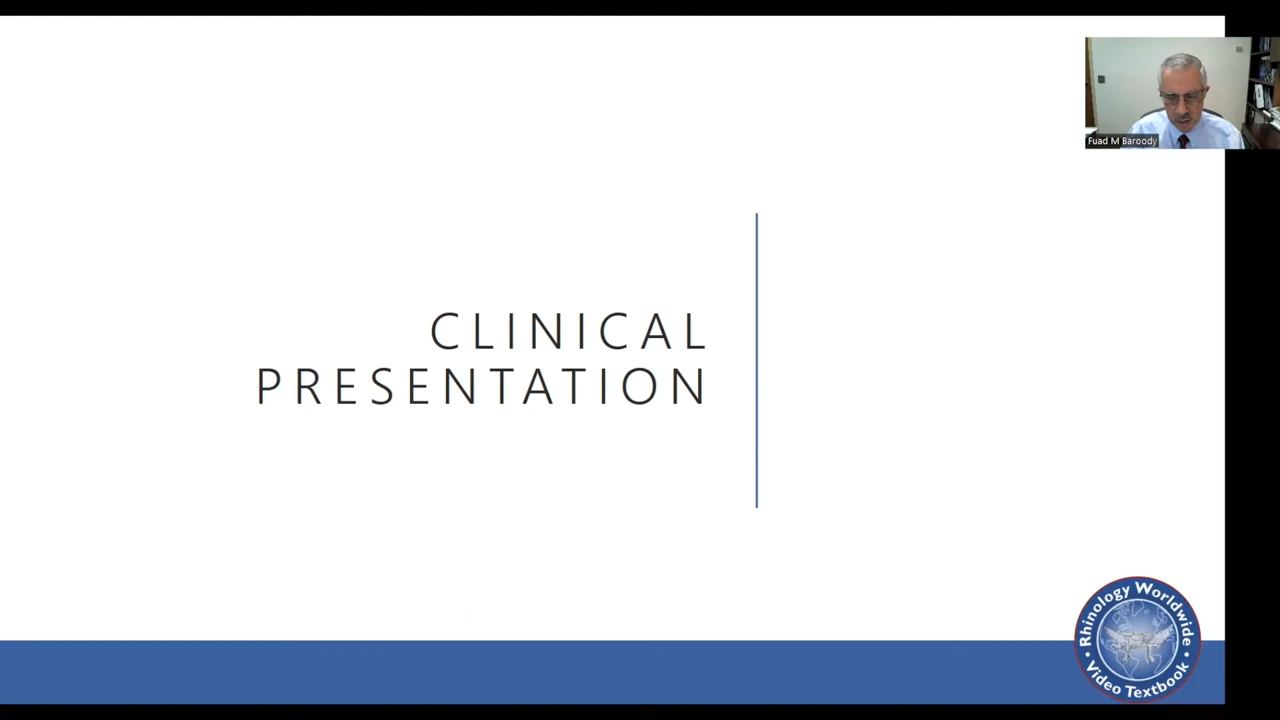 Fuad M Baroody
CLINICAL
PRESENTATION
Rhinology Worldwide
• Video Textbook •